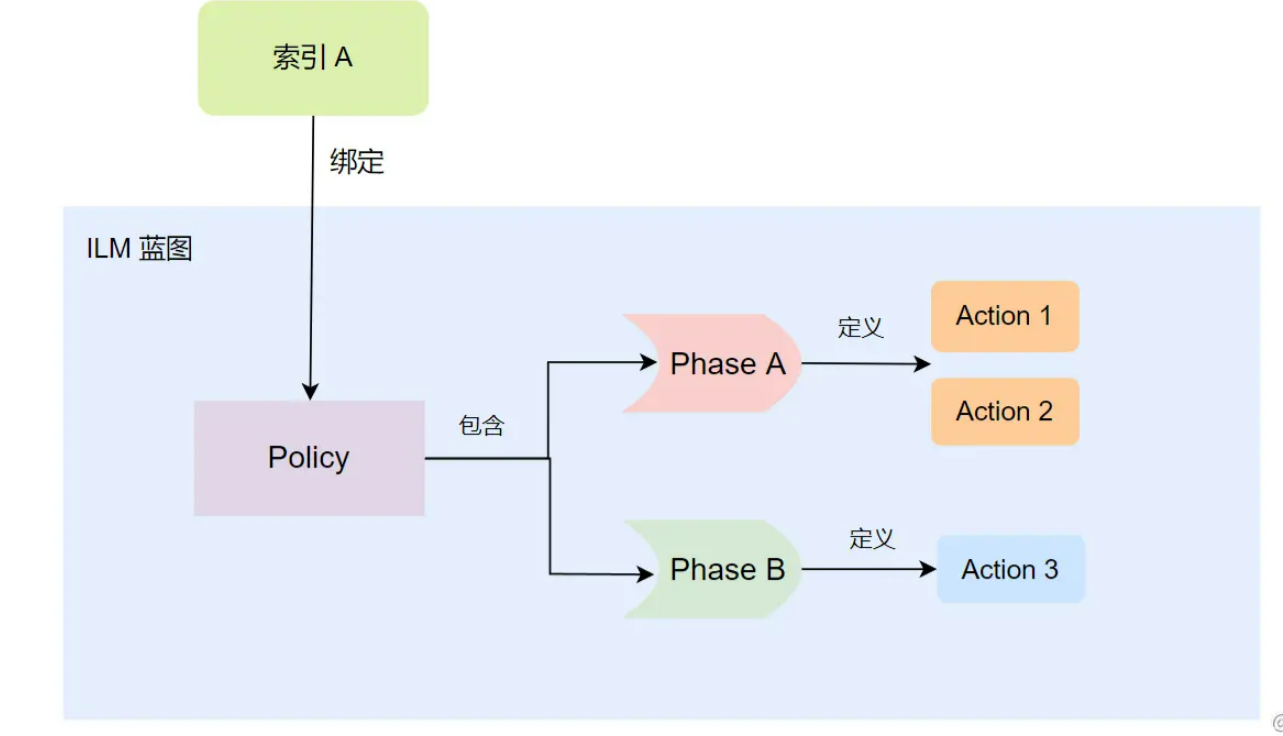 索引 A
绑定
ILM 蓝图
Policy
包含
Phase A
定义
Action 1
Action 2
Phase B
定义
Action 3